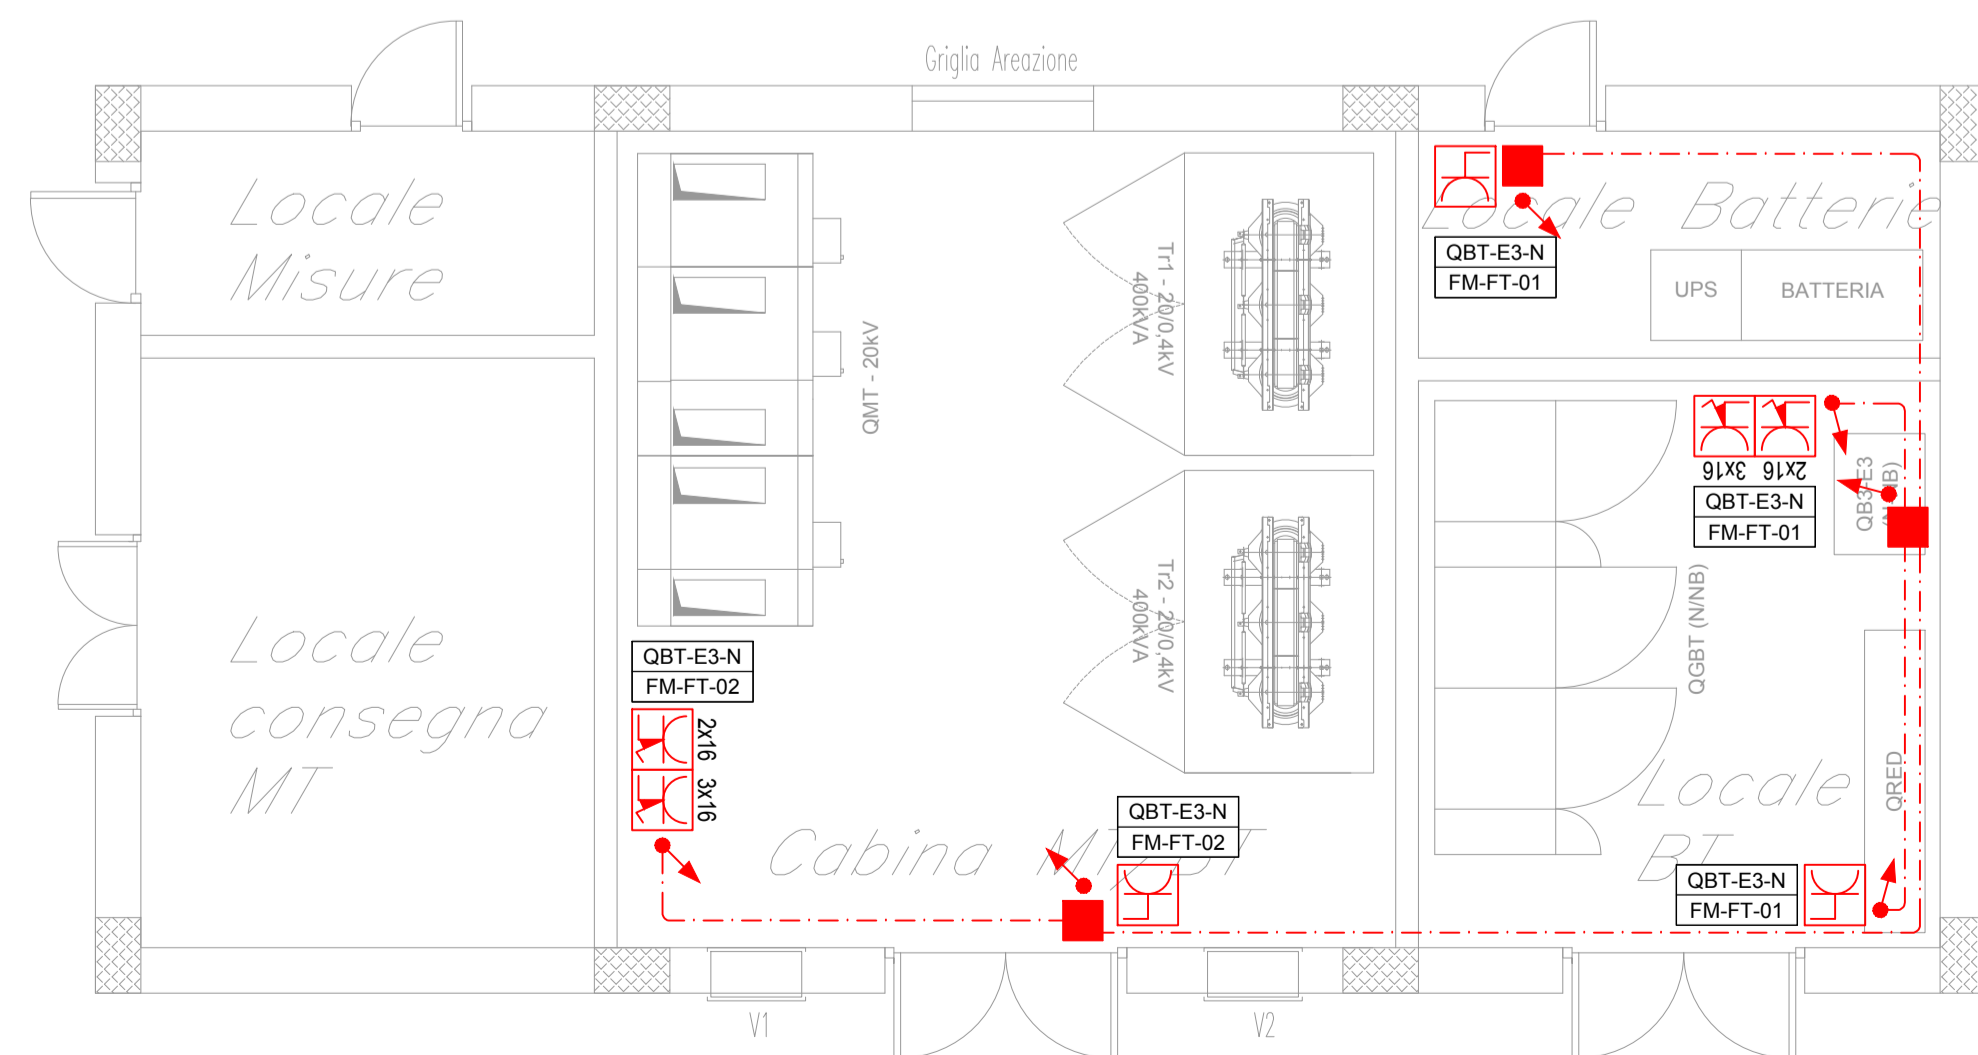 Griglia Areazione
Locale
Misure
Locale Batterie
QBT-E3-N
FM-FT-01
UPS
BATTERIA
Tr1 - 20/0,4kV
400kVA
QMT - 20kV
3x16
2x16
QBT-E3-N
FM-FT-01
QB3-E3
(N/NB)
Tr2 - 20/0,4kV
400kVA
QGBT (N/NB)
Locale
consegna
MT
QBT-E3-N
FM-FT-02
2x16
3x16
QRED
Locale
BT
Cabina MT/BT
QBT-E3-N
FM-FT-02
QBT-E3-N
FM-FT-01
V1
V2